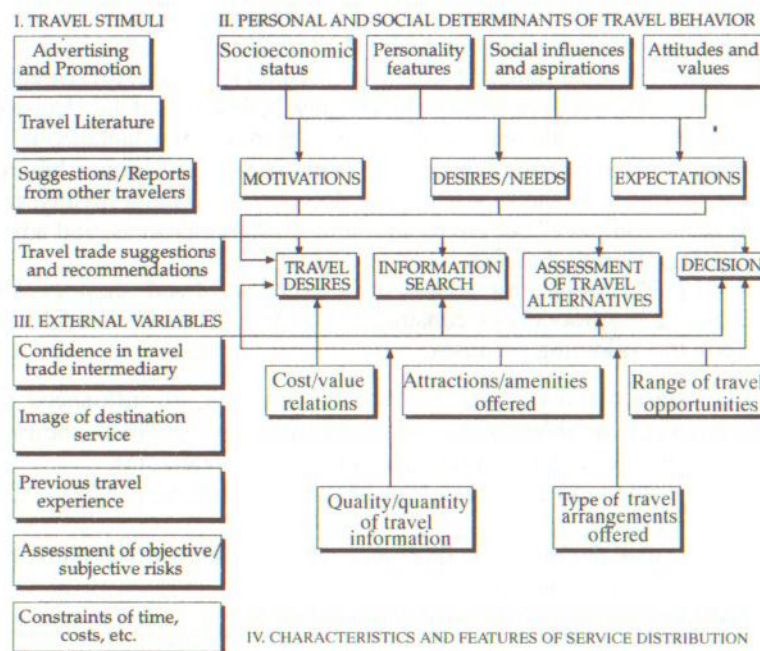 I. TRAVEL STIMULI
Advertising
and Promotion
Travel Literature
Suggestions/Reports
from other travelers
Travel trade suggestions
and recommendations
II. PERSONAL AND SOCIAL DETERMINANTS OF TRAVEL BEHAVIOR
Socioeconomic
status
Personality
features
Social influences
and aspirations
Attitudes and
values
MOTIVATIONS
DESIRES/NEEDS
EXPECTATIONS
TRAVEL
DESIRES
INFORMATION
SEARCH
ASSESSMENT
OF TRAVEL
ALTERNATIVES
DECISION
III. EXTERNAL VARIABLES
Confidence in travel
trade intermediary
Image of destination
service
Previous travel
experience
Assessment of objective/
subjective risks
Constraints of time,
costs, etc.
Cost/value
relations
Attractions/amenities
offered
Range of travel
opportunities
Quality/quantity
of travel
information
Type of travel
arrangements
offered
IV. CHARACTERISTICS AND FEATURES OF SERVICE DISTRIBUTION